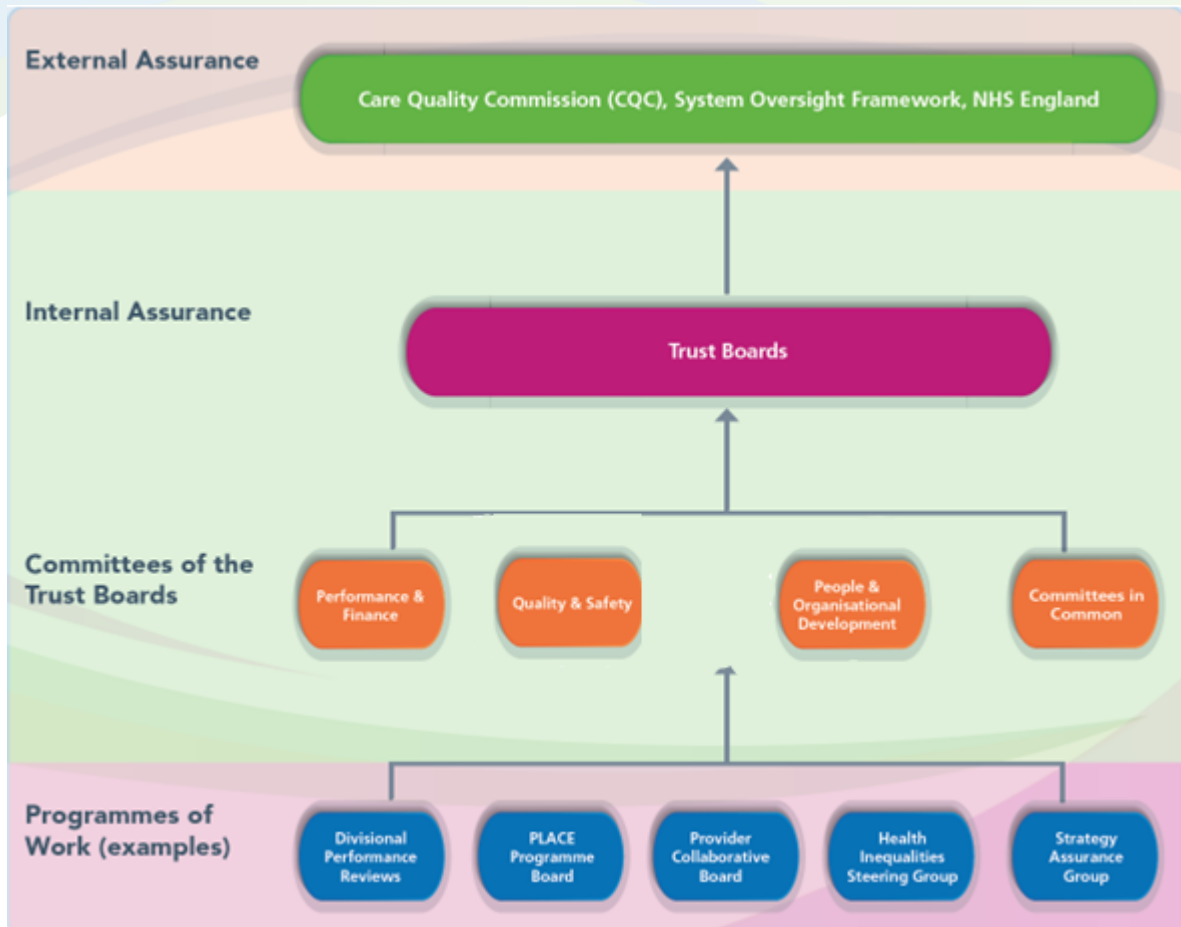 External Assurance
Care Quality Commission (CQC), System Oversight Framework, NHS England
Internal Assurance
Trust Boards
Committees of the
Trust Boards
Performance &
Finance
Quality & Safety
People &
Organisational
Development
Committees in
Common
Programmes of
Work (examples)
Divisional
Performance
Reviews
PLACE
Programme
Board
Provider
Collaborative
Board
Health
Inequalities
Steering Group
Strategy
Assurance
Group